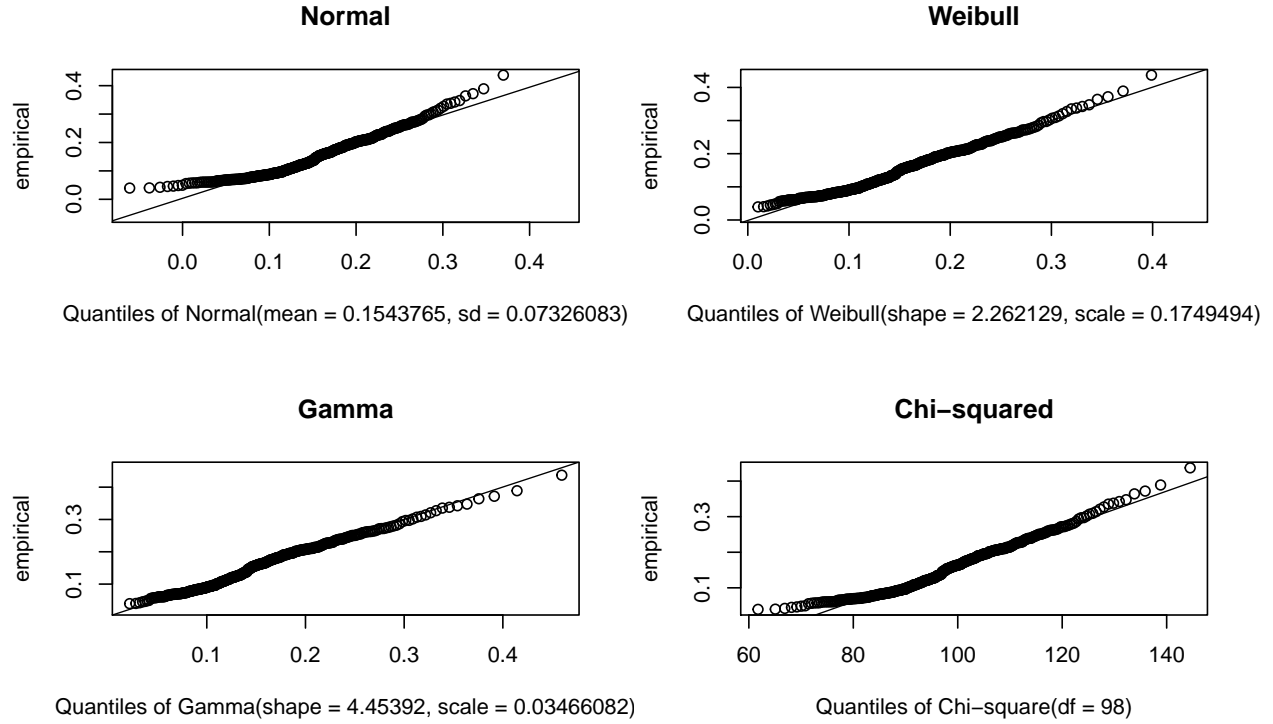 Normal
empirical
0.0 0.2 0.4
0.0 0.1 0.2 0.3 0.4
Quantiles of Normal(mean = 0.1543765, sd = 0.07326083)
Weibull
empirical
0.0 0.2 0.4
0.0 0.1 0.2 0.3 0.4
Quantiles of Weibull(shape = 2.262129, scale = 0.1749494)
Gamma
empirical
0.1 0.3
0.1 0.2 0.3 0.4
Quantiles of Gamma(shape = 4.45392, scale = 0.03466082)
Chi−squared
empirical
0.1 0.3
60 80 100 120 140
Quantiles of Chi−square(df = 98)